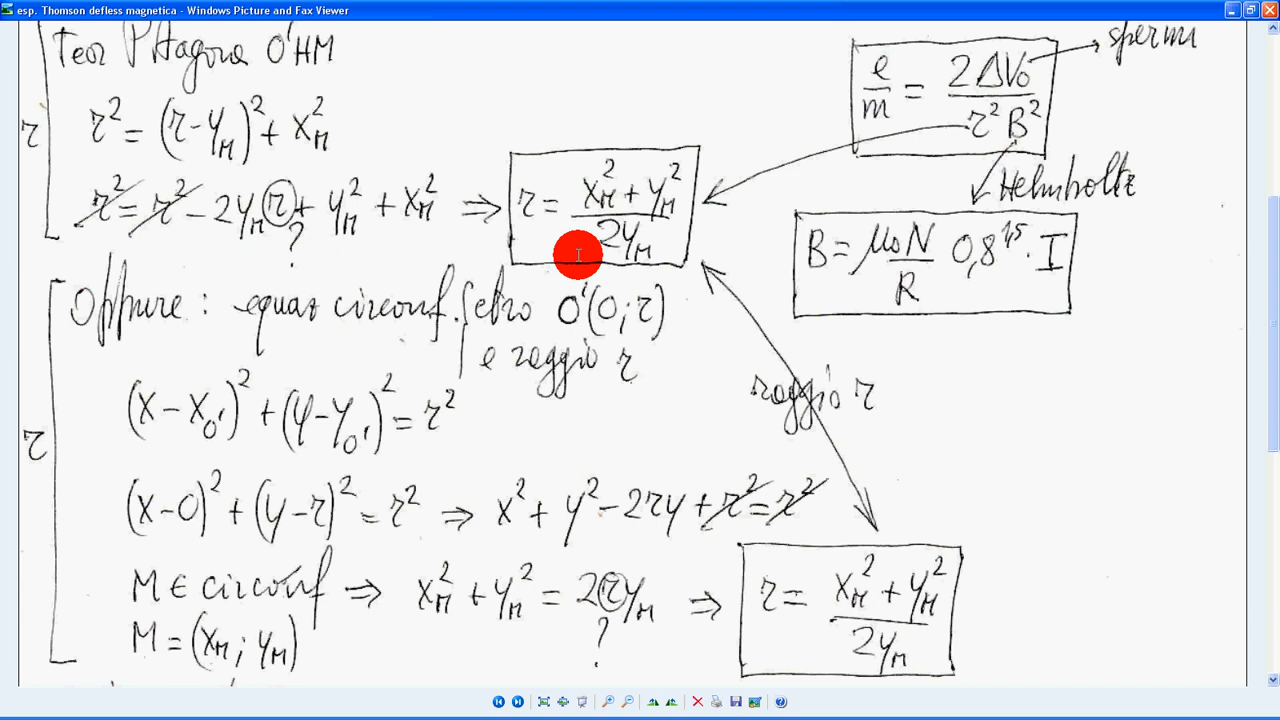 esp. Thomson defless magnetica - Windows Picture and Fax Viewer
Teor Pitagora O'HM
r² = (r-y_M)² + x_M²
r² = r² - 2y_M r + y_M² + x_M² ⇒ r = (x_M² + y_M²)/(2y_M)
?
r
e/m = 2ΔV₀/(r²B²)
sperim
Helmholtz
B = μ₀N/R 0,8^1,5 · I
Oppure : equaz circonf. { ctro O'(0;r)
e raggio r
(x-x_O')² + (y-y_O')² = r²
raggio r
r
(x-0)² + (y-r)² = r² ⇒ x² + y² - 2ry + r² = r²
M ∈ circonf ⇒ x_M² + y_M² = 2r y_M ⇒ r = (x_M² + y_M²)/(2y_M)
?
M = (x_M ; y_M)